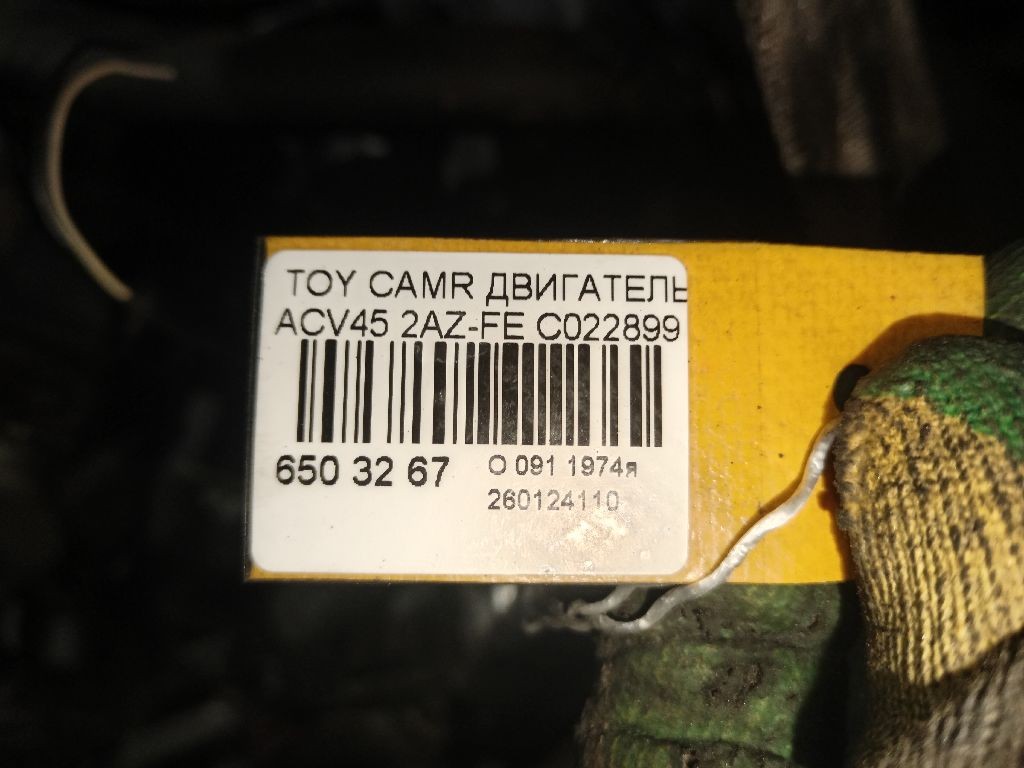 TOY CAMR ДВИГАТЕЛЬ
ACV45 2AZ-FE C022899
650 32 67
О 091 1974я
260124110